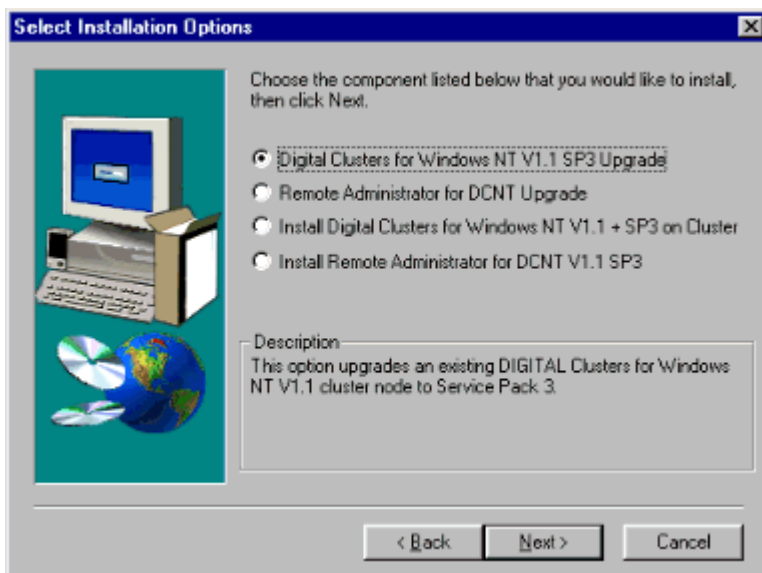 Select Installation Options
Choose the component listed below that you would like to install,
then click Next.
Digital Clusters for Windows NT V1.1 SP3 Upgrade
Remote Administrator for DCNT Upgrade
Install Digital Clusters for Windows NT V1.1 + SP3 on Cluster
Install Remote Administrator for DCNT V1.1 SP3
Description
This option upgrades an existing DIGITAL Clusters for Windows
NT V1.1 cluster node to Service Pack 3.
< Back
Next >
Cancel